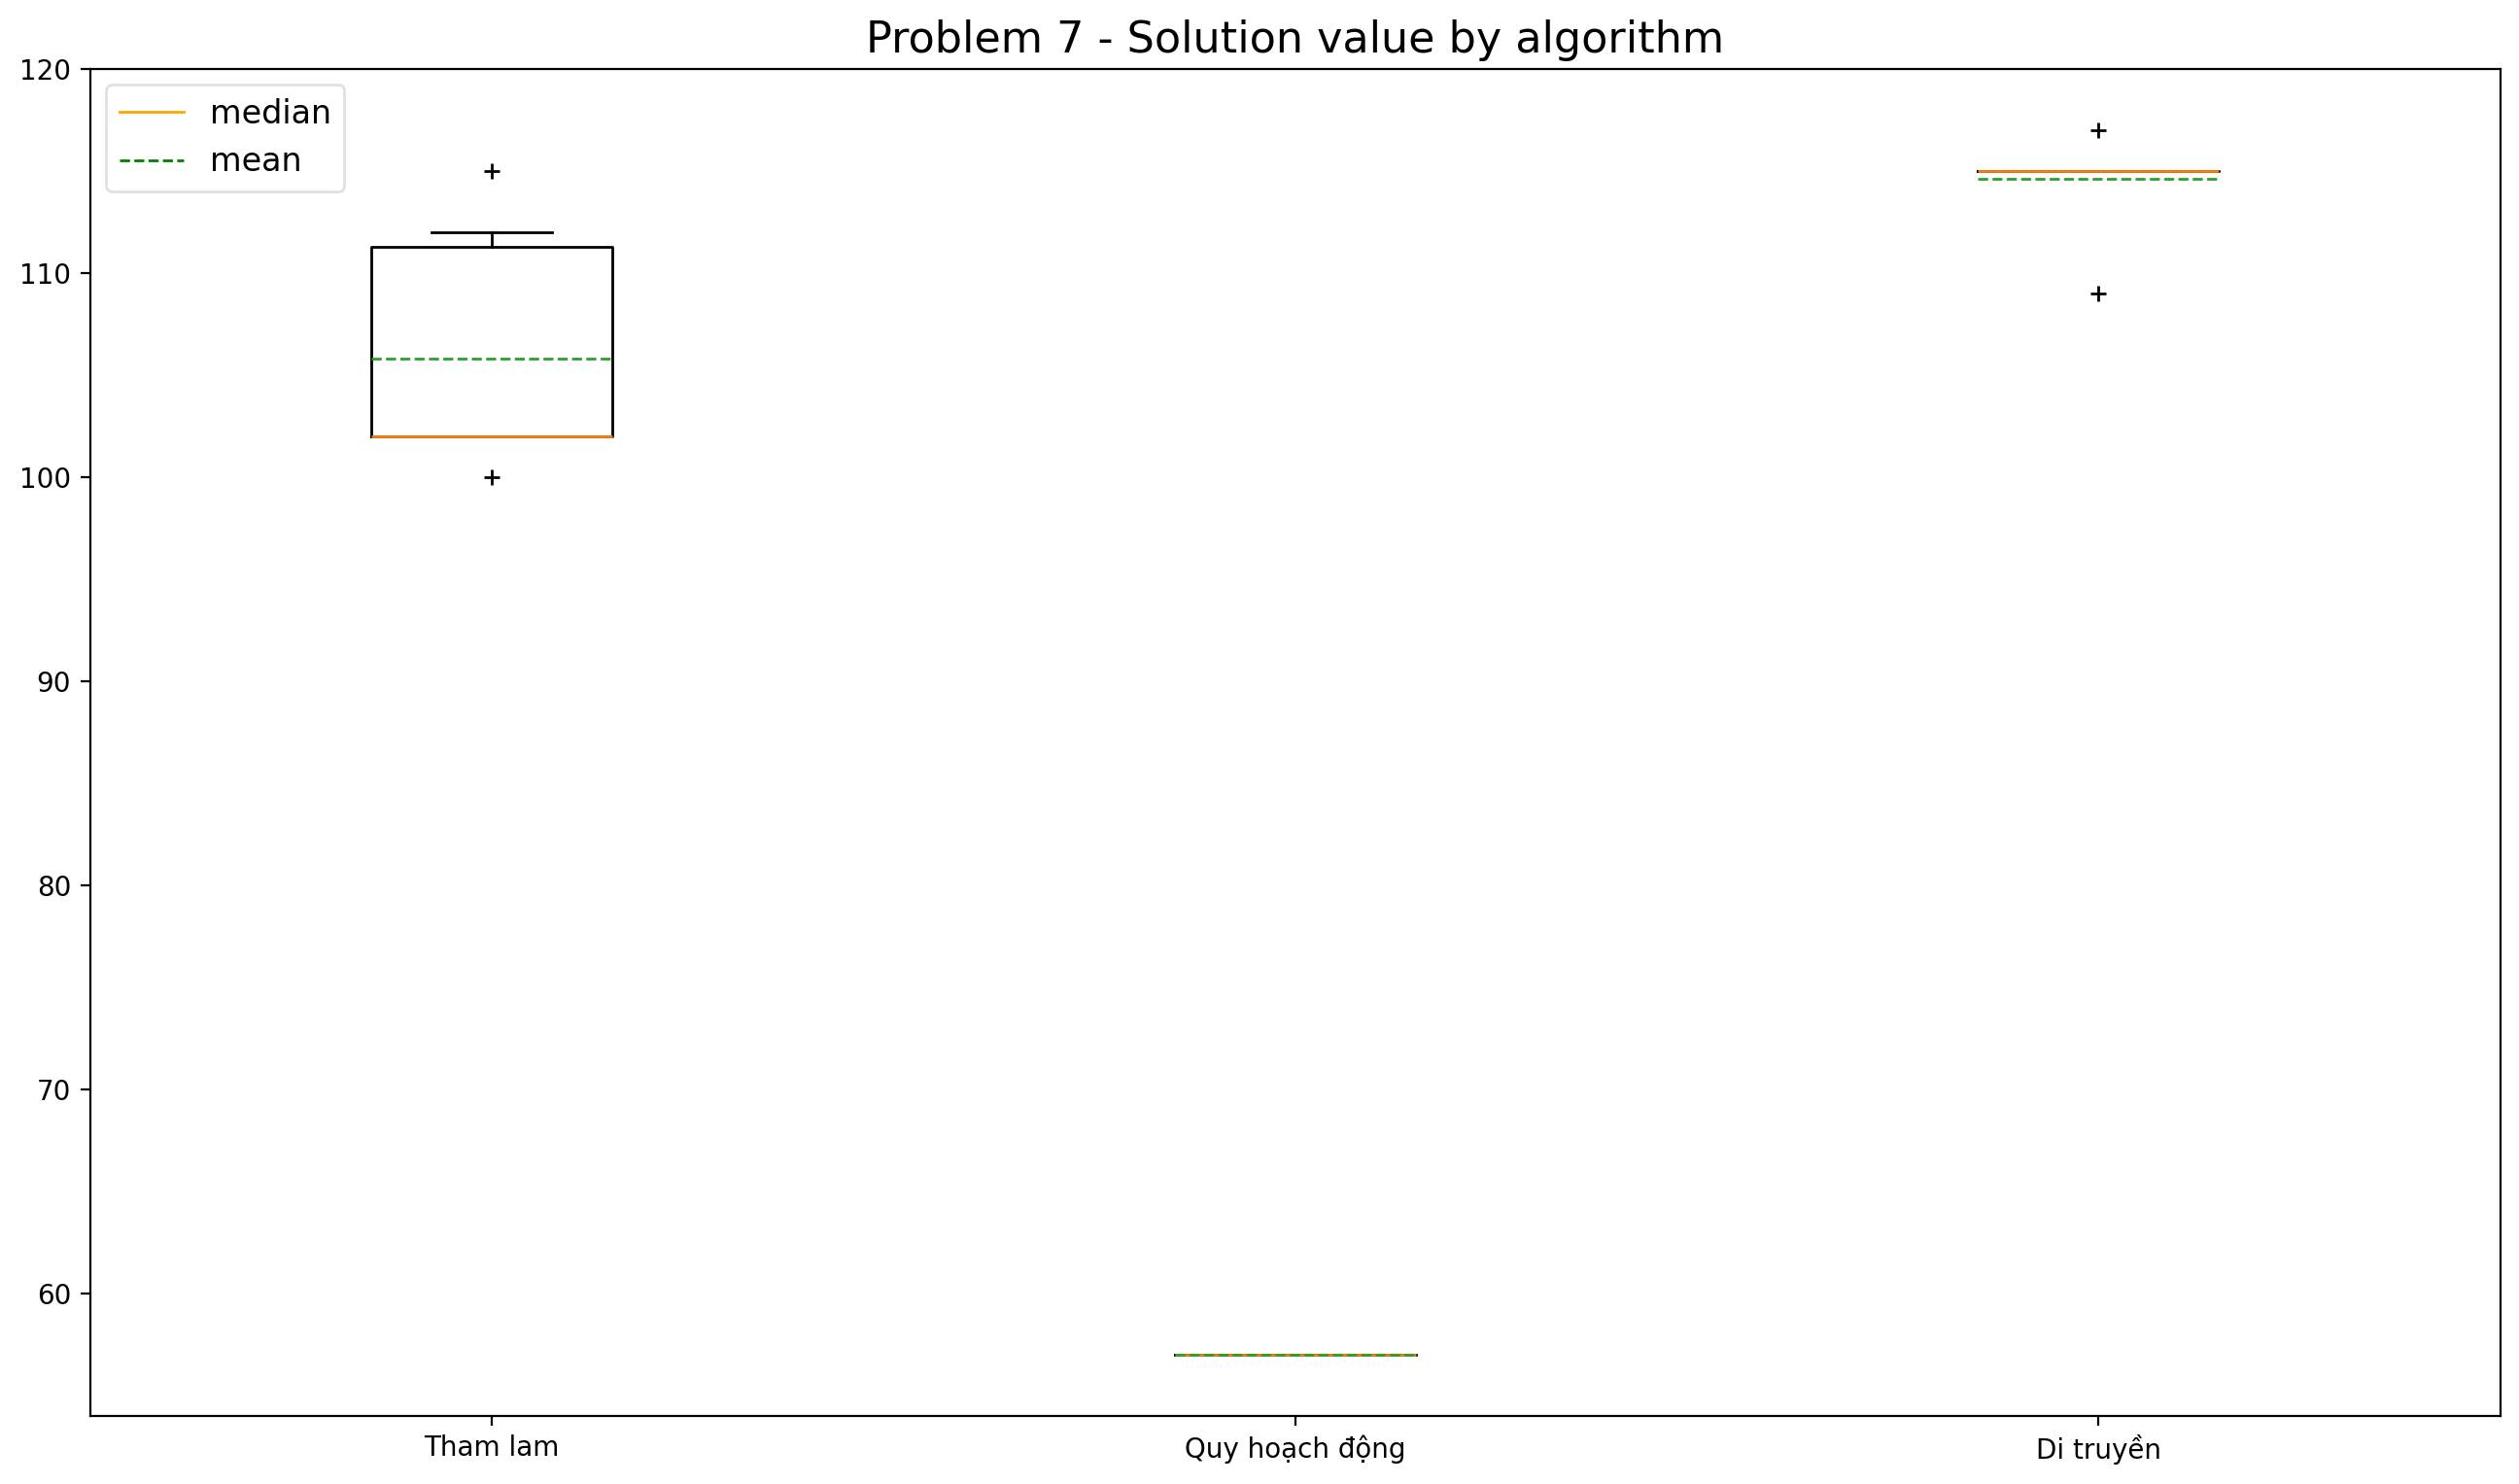 Problem 7 - Solution value by algorithm
120
110
100
90
80
70
60
median
mean
Tham lam
Quy hoạch động
Di truyền